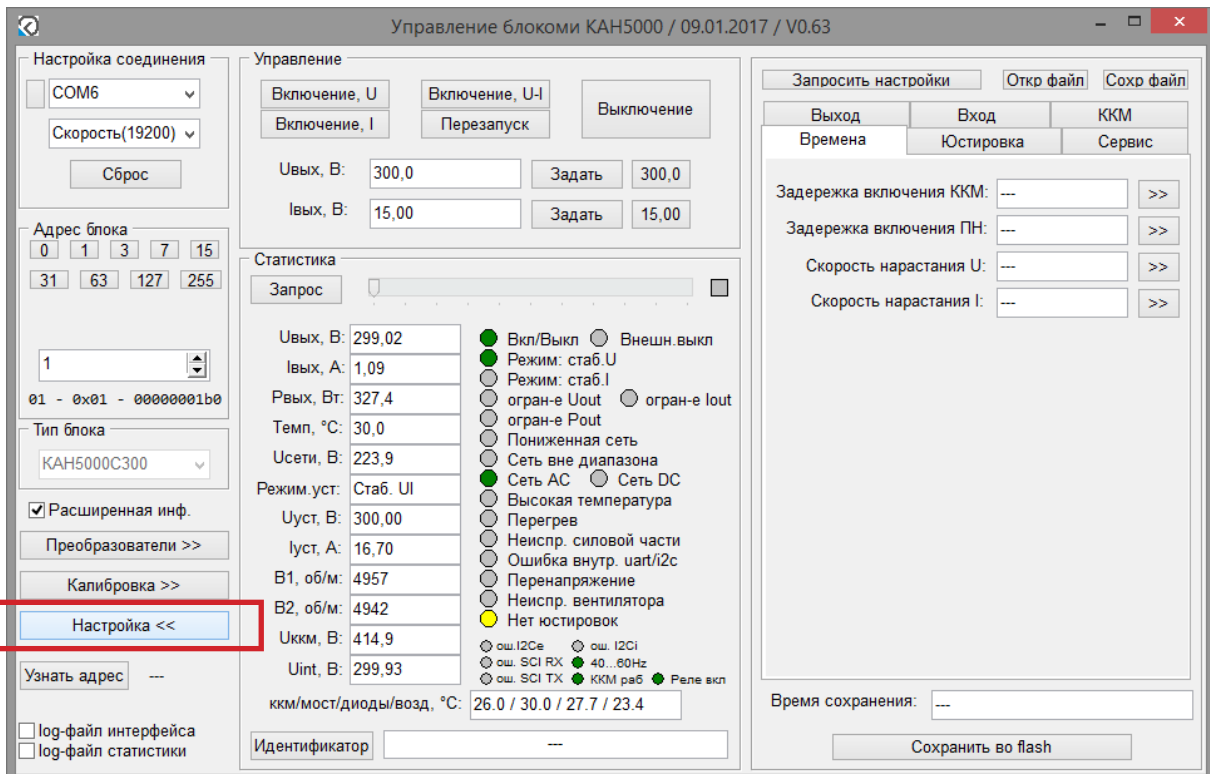 Управление блокоми КАН5000 / 09.01.2017 / V0.63
Настройка соединения
COM6
Скорость(19200)
Сброс
Адрес блока
0 1 3 7 15
31 63 127 255
1
01 - 0x01 - 00000001b0
Тип блока
КАН5000С300
Расширенная инф.
Преобразователи >>
Калибровка >>
Настройка <<
Узнать адрес ---
log-файл интерфейса
log-файл статистики
Управление
Включение, U Включение, U-I Выключение
Включение, I Перезапуск
Uвых, В: 300,0 Задать 300,0
Iвых, В: 15,00 Задать 15,00
Статистика
Запрос
Uвых, В: 299,02
Iвых, А: 1,09
Рвых, Вт: 327,4
Темп, °С: 30,0
Uсети, В: 223,9
Режим.уст: Стаб. UI
Uуст, В: 300,00
Iуст, А: 16,70
В1, об/м: 4957
В2, об/м: 4942
Uккм, В: 414,9
Uint, В: 299,93
Вкл/Выкл Внешн.выкл
Режим: стаб.U
Режим: стаб.I
огран-е Uout огран-е Iout
огран-е Pout
Пониженная сеть
Сеть вне диапазона
Сеть AC Сеть DC
Высокая температура
Перегрев
Неиспр. силовой части
Ошибка внутр. uart/i2c
Перенапряжение
Неиспр. вентилятора
Нет юстировок
ош.I2Ce ош. I2Ci
ош. SCI RX 40...60Hz
ош. SCI TX ККМ раб Реле вкл
ккм/мост/диоды/возд, °С: 26.0 / 30.0 / 27.7 / 23.4
Идентификатор ---
Запросить настройки Откр файл Сохр файл
Выход Вход ККМ
Времена Юстировка Сервис
Задережка включения ККМ: --- >>
Задережка включения ПН: --- >>
Скорость нарастания U: --- >>
Скорость нарастания I: --- >>
Время сохранения: ---
Сохранить во flash